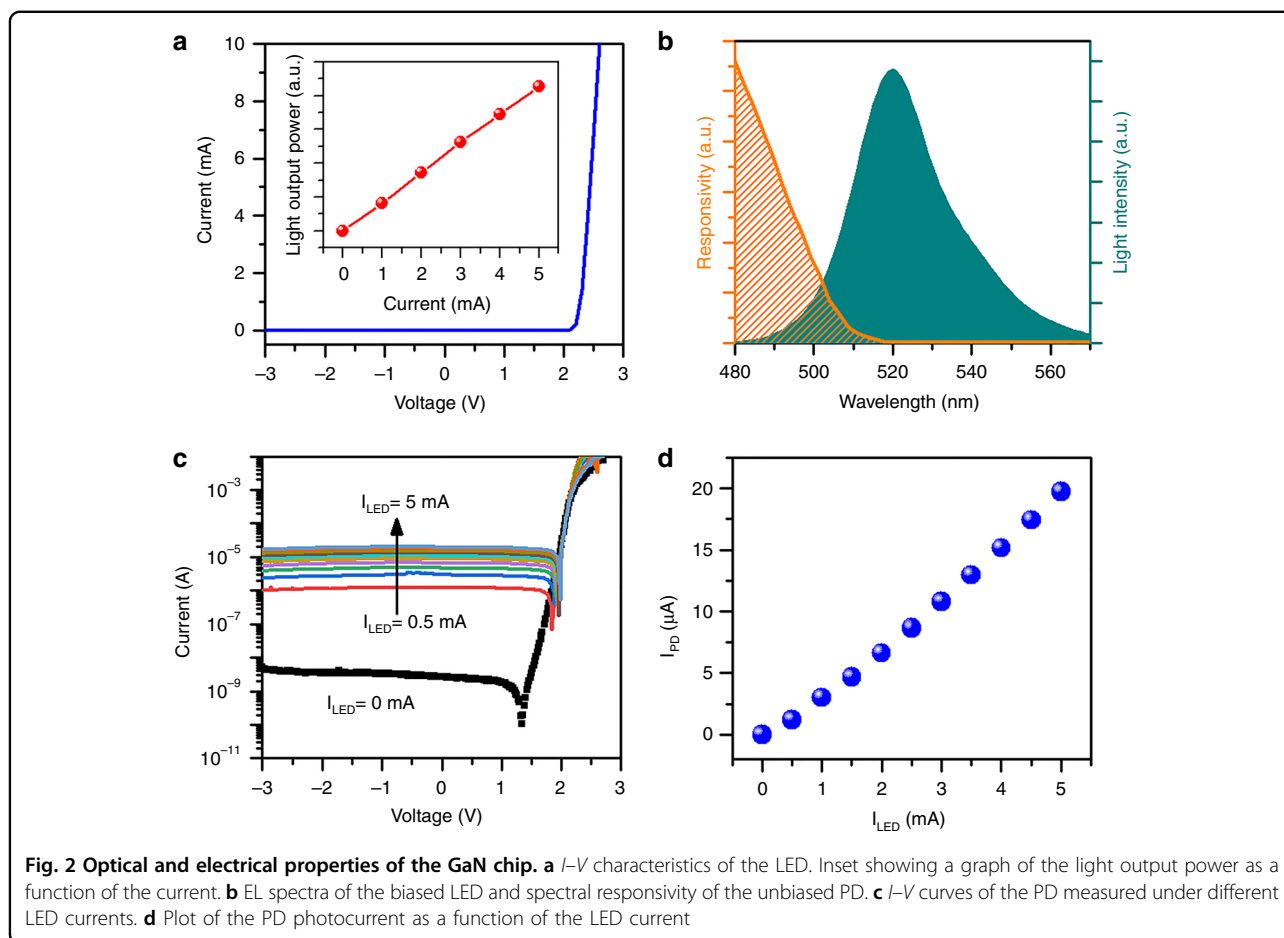 a
10
8
6
4
2
0
Current (mA)
–3 –2 –1 0 1 2 3
Voltage (V)
Light output power (a.u.)
0 1 2 3 4 5
Current (mA)
b
Responsivity (a.u.)
Light intensity (a.u.)
480 500 520 540 560
Wavelength (nm)
c
10–3
10–5
10–7
10–9
10–11
Current (A)
ILED= 5 mA
ILED= 0.5 mA
ILED= 0 mA
–3 –2 –1 0 1 2 3
Voltage (V)
d
20
15
10
5
0
IPD (µA)
0 1 2 3 4 5
ILED (mA)
Fig. 2 Optical and electrical properties of the GaN chip. a I–V characteristics of the LED. Inset showing a graph of the light output power as a
function of the current. b EL spectra of the biased LED and spectral responsivity of the unbiased PD. c I–V curves of the PD measured under different
LED currents. d Plot of the PD photocurrent as a function of the LED current